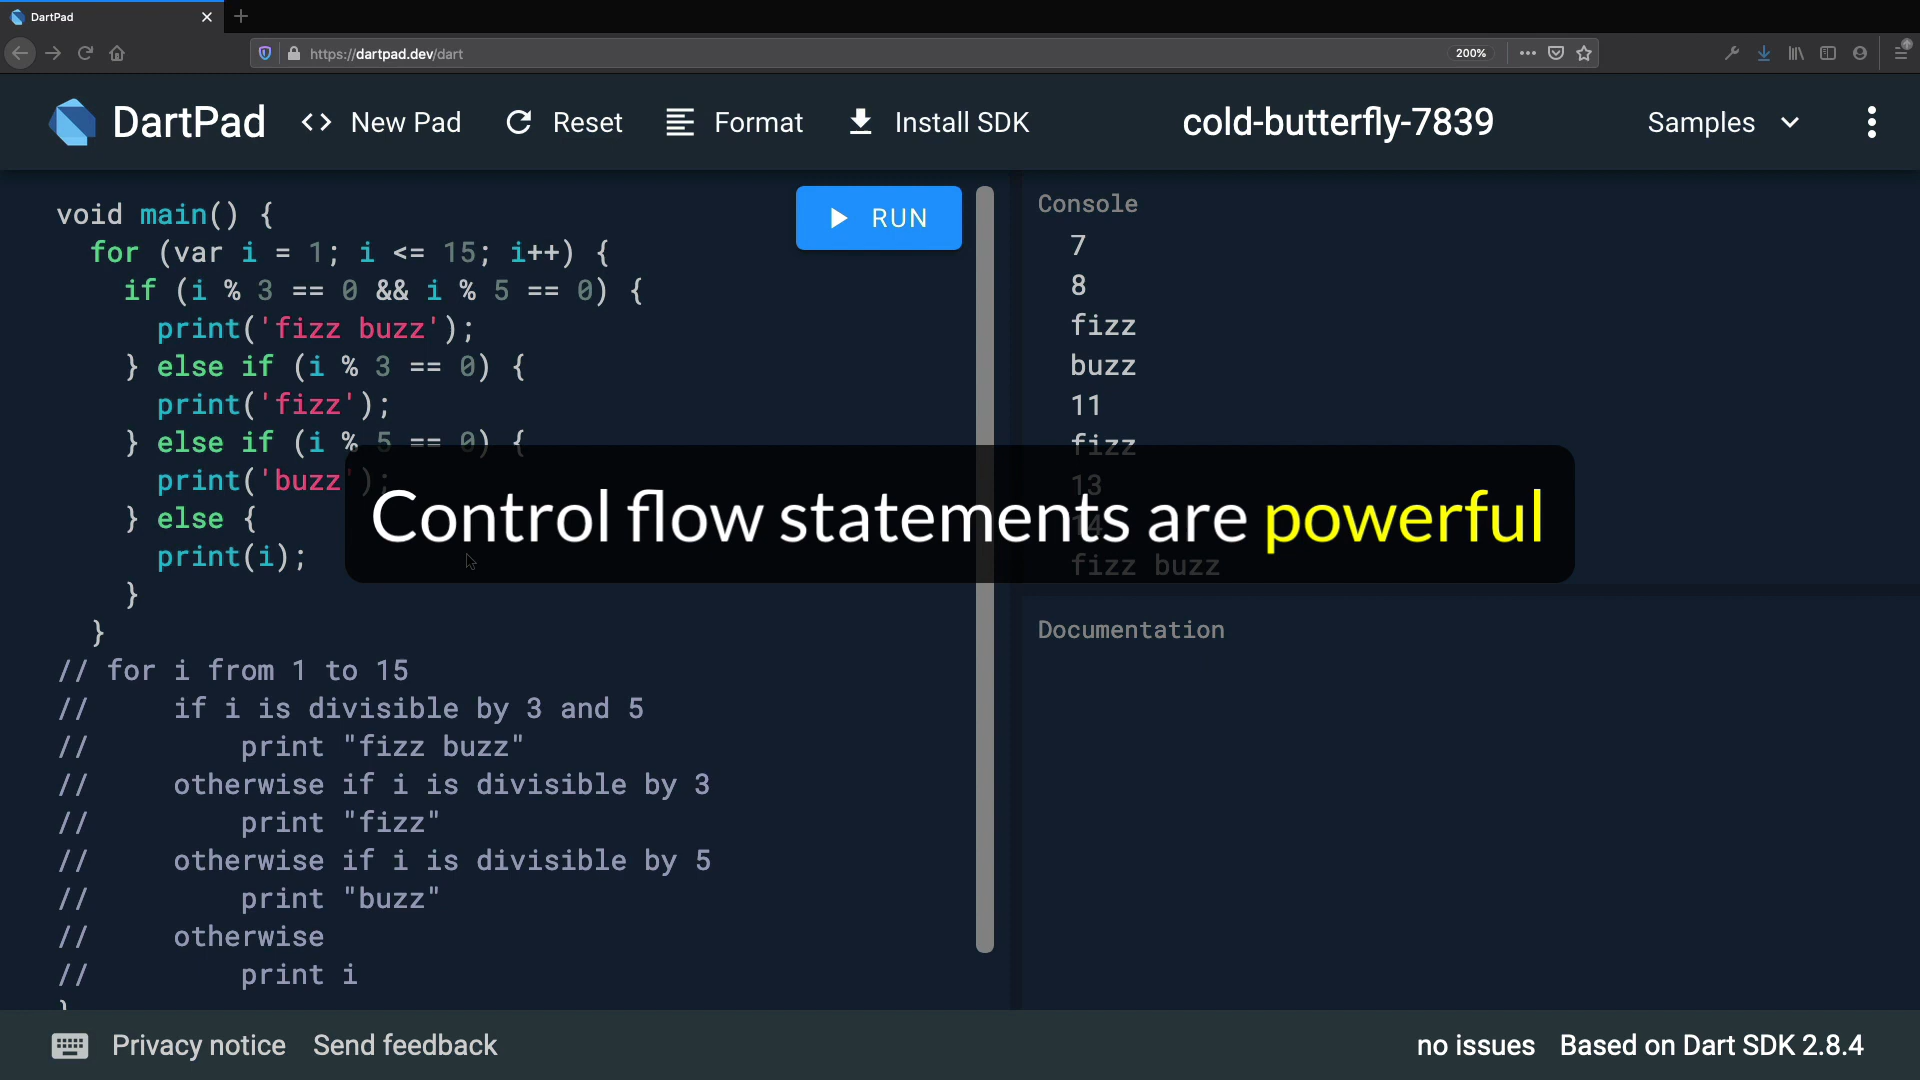 DartPad
https://dartpad.dev/dart
200%
DartPad
<> New Pad
Reset
Format
Install SDK
cold-butterfly-7839
Samples
void main() {
for (var i = 1; i <= 15; i++) {
if (i % 3 == 0 && i % 5 == 0) {
print('fizz buzz');
} else if (i % 3 == 0) {
print('fizz');
} else if (i % 5 == 0) {
print('buzz');
} else {
print(i);
}
}
// for i from 1 to 15
// if i is divisible by 3 and 5
// print "fizz buzz"
// otherwise if i is divisible by 3
// print "fizz"
// otherwise if i is divisible by 5
// print "buzz"
// otherwise
// print i
}
RUN
Console
7
8
fizz
buzz
11
fizz
13
14
fizz buzz
Control flow statements are powerful
Documentation
Privacy notice
Send feedback
no issues
Based on Dart SDK 2.8.4